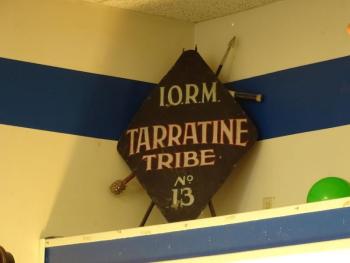 I.O.R.M.
TARRATINE
TRIBE
Nº
13